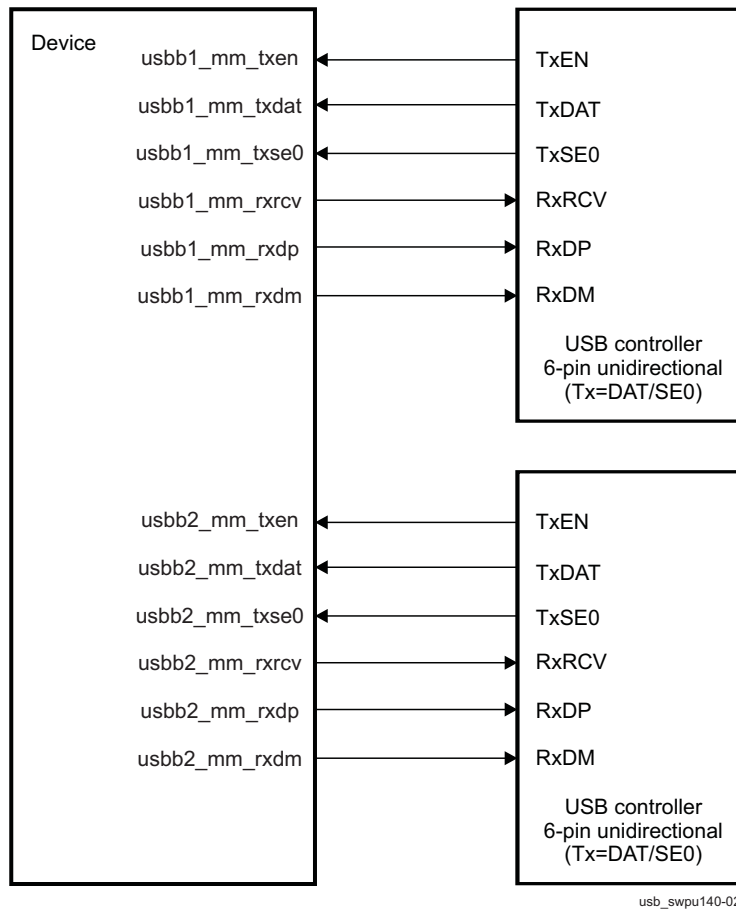 Device
usbb1_mm_txen
TxEN
usbb1_mm_txdat
TxDAT
usbb1_mm_txse0
TxSE0
usbb1_mm_rxrcv
RxRCV
usbb1_mm_rxdp
RxDP
usbb1_mm_rxdm
RxDM
USB controller
6-pin unidirectional
(Tx=DAT/SE0)
usbb2_mm_txen
TxEN
usbb2_mm_txdat
TxDAT
usbb2_mm_txse0
TxSE0
usbb2_mm_rxrcv
RxRCV
usbb2_mm_rxdp
RxDP
usbb2_mm_rxdm
RxDM
USB controller
6-pin unidirectional
(Tx=DAT/SE0)
usb_swpu140-02